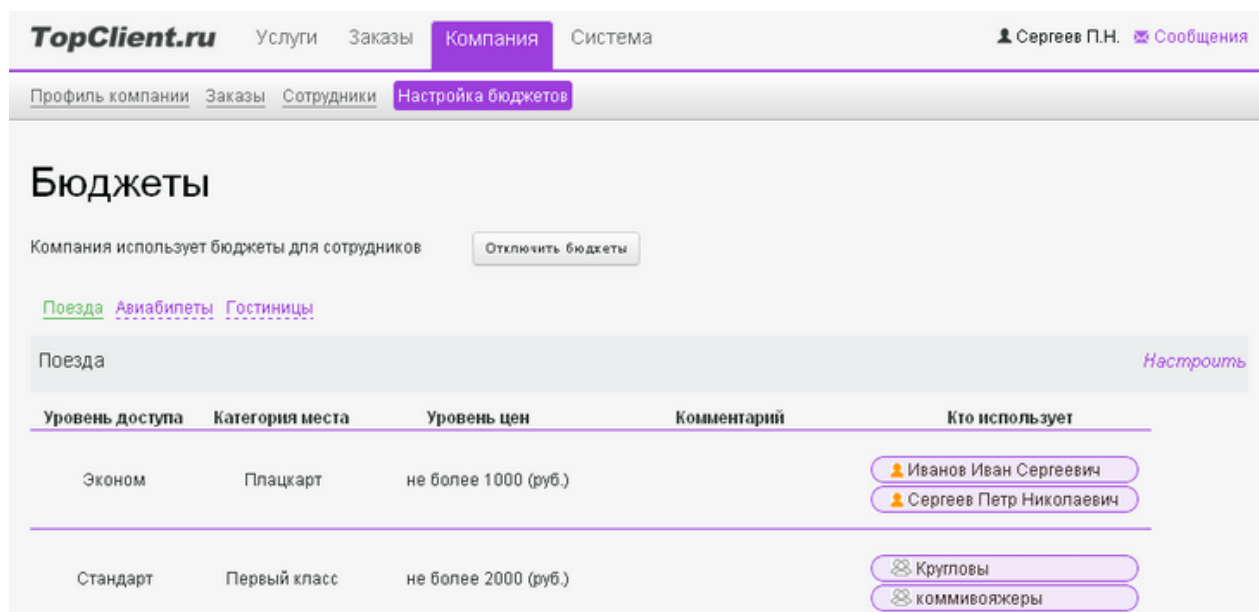 TopClient.ru Услуги Заказы Компания Система Сергеев П.Н. Сообщения
Профиль компании Заказы Сотрудники Настройка бюджетов
Бюджеты
Компания использует бюджеты для сотрудников Отключить бюджеты
Поезда Авиабилеты Гостиницы
Поезда Настроить
Уровень доступа Категория места Уровень цен Комментарий Кто использует
Эконом Плацкарт не более 1000 (руб.) Иванов Иван Сергеевич
Сергеев Петр Николаевич
Стандарт Первый класс не более 2000 (руб.) Кругловы
коммивояжеры